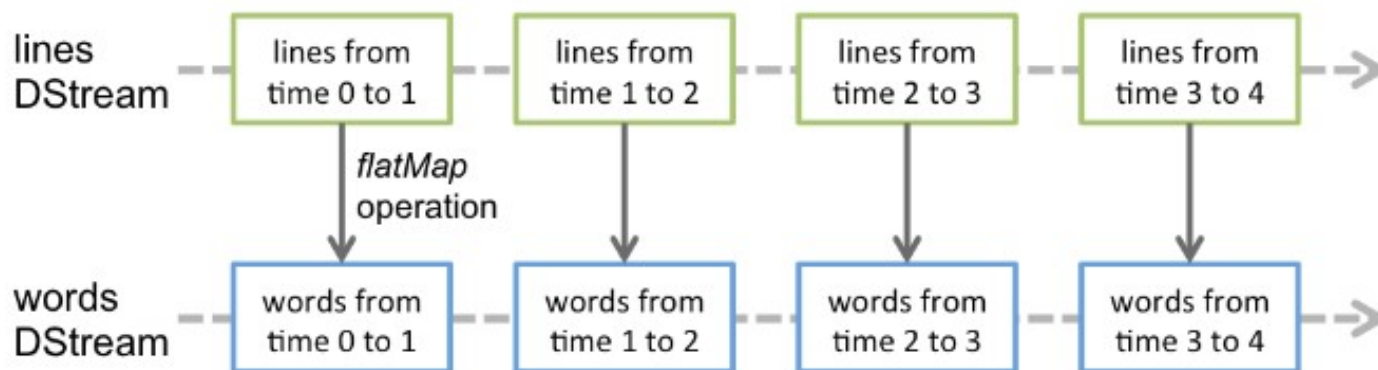 lines
DStream
lines from
time 0 to 1
lines from
time 1 to 2
lines from
time 2 to 3
lines from
time 3 to 4
flatMap
operation
words
DStream
words from
time 0 to 1
words from
time 1 to 2
words from
time 2 to 3
words from
time 3 to 4